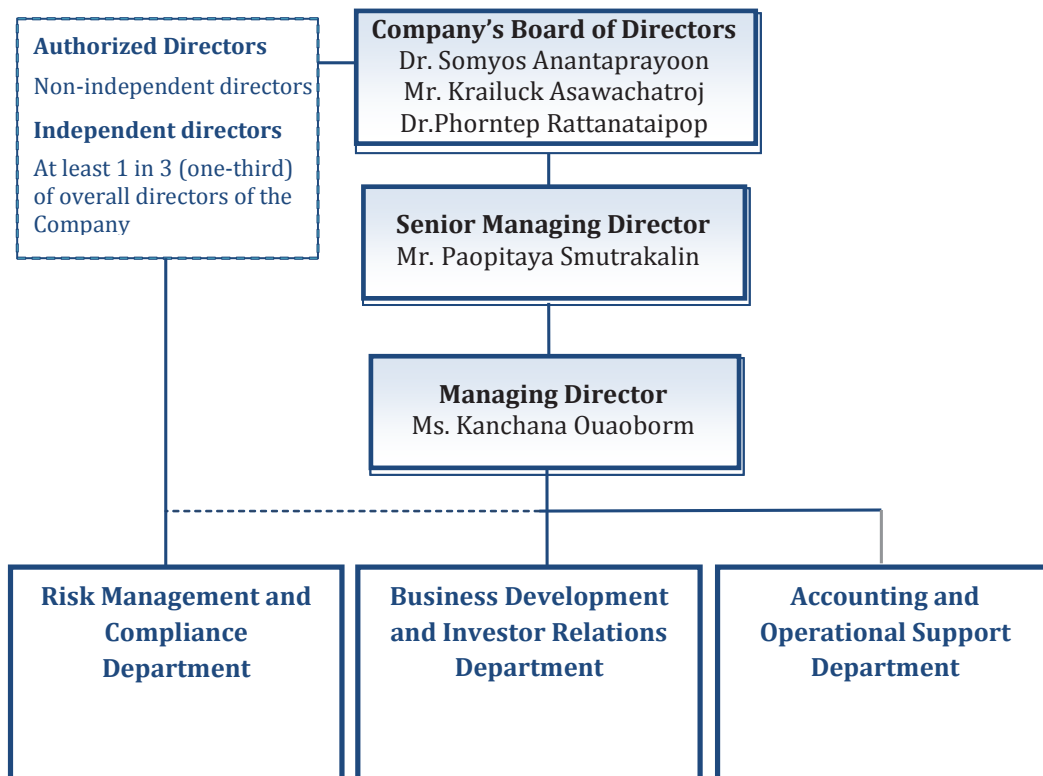 Authorized Directors
Non-independent directors
Independent directors
At least 1 in 3 (one-third)
of overall directors of the
Company
Company’s Board of Directors
Dr. Somyos Anantaprayoon
Mr. Krailuck Asawachatroj
Dr.Phorntep Rattanataipop
Senior Managing Director
Mr. Paopitaya Smutrakalin
Managing Director
Ms. Kanchana Ouaoborm
Risk Management and
Compliance
Department
Business Development
and Investor Relations
Department
Accounting and
Operational Support
Department